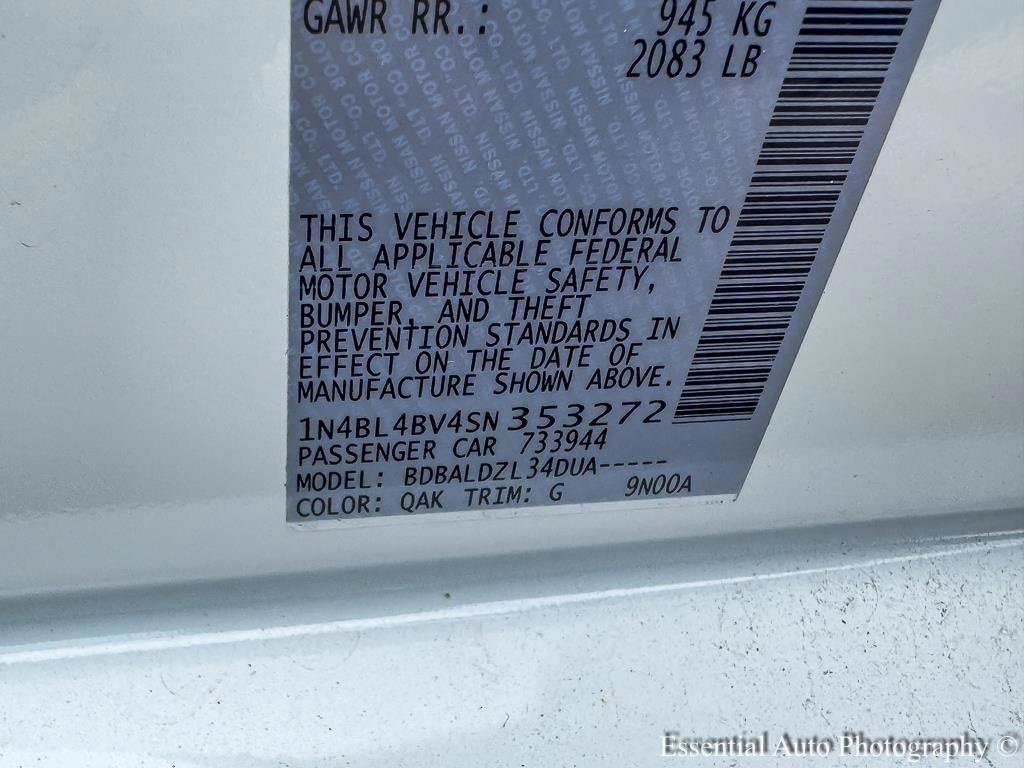 GAWR RR.: 945 KG
2083 LB
THIS VEHICLE CONFORMS TO
ALL APPLICABLE FEDERAL
MOTOR VEHICLE SAFETY,
BUMPER, AND THEFT
PREVENTION STANDARDS IN
EFFECT ON THE DATE OF
MANUFACTURE SHOWN ABOVE.
1N4BL4BV4SN353272
PASSENGER CAR 733944
MODEL: BDBALDZL34DUA-----
COLOR: QAK TRIM: G 9N00A
Essential Auto Photography ©